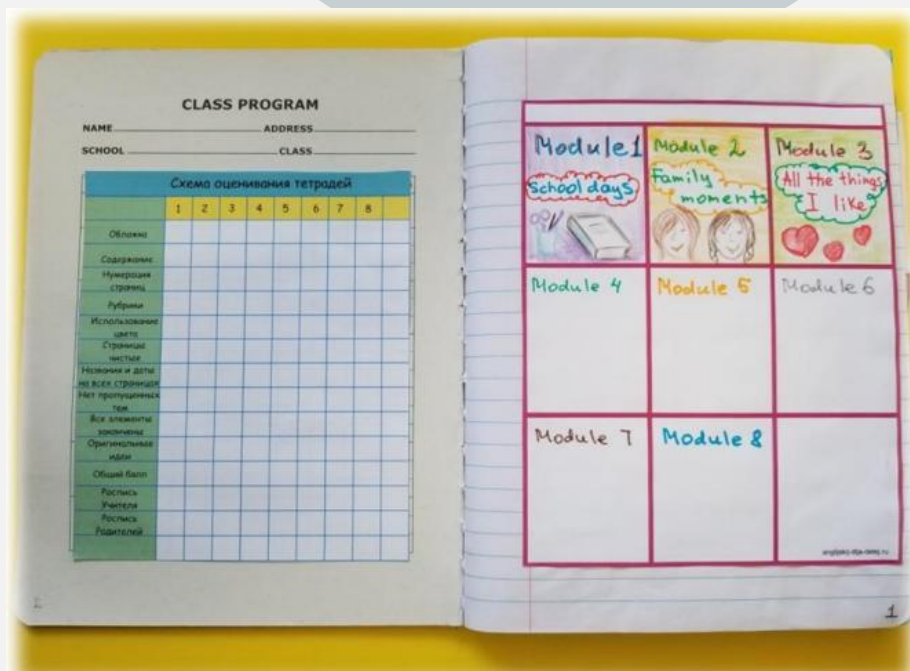 CLASS PROGRAM
NAME ADDRESS
SCHOOL CLASS
Схема оценивания тетрадей
1 2 3 4 5 6 7 8
Обложка
Содержание
Нумерация
страниц
Рубрики
Использование
цвета
Страницы
чистые
Названия и даты
на всех страницах
Нет пропущенных
тем
Все элементы
закончены
Оригинальные
идеи
Общий балл
Роспись
Учителя
Роспись
Родителей
Module 1
School days
Module 2
Family
moments
Module 3
All the things
I like
Module 4
Module 5
Module 6
Module 7
Module 8
1